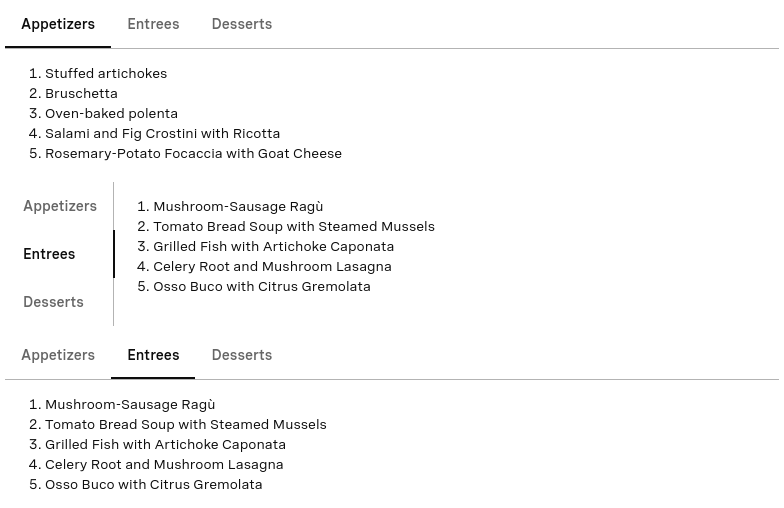 Appetizers Entrees Desserts
1. Stuffed artichokes
2. Bruschetta
3. Oven-baked polenta
4. Salami and Fig Crostini with Ricotta
5. Rosemary-Potato Focaccia with Goat Cheese
Appetizers
Entrees
Desserts
1. Mushroom-Sausage Ragù
2. Tomato Bread Soup with Steamed Mussels
3. Grilled Fish with Artichoke Caponata
4. Celery Root and Mushroom Lasagna
5. Osso Buco with Citrus Gremolata
Appetizers Entrees Desserts
1. Mushroom-Sausage Ragù
2. Tomato Bread Soup with Steamed Mussels
3. Grilled Fish with Artichoke Caponata
4. Celery Root and Mushroom Lasagna
5. Osso Buco with Citrus Gremolata